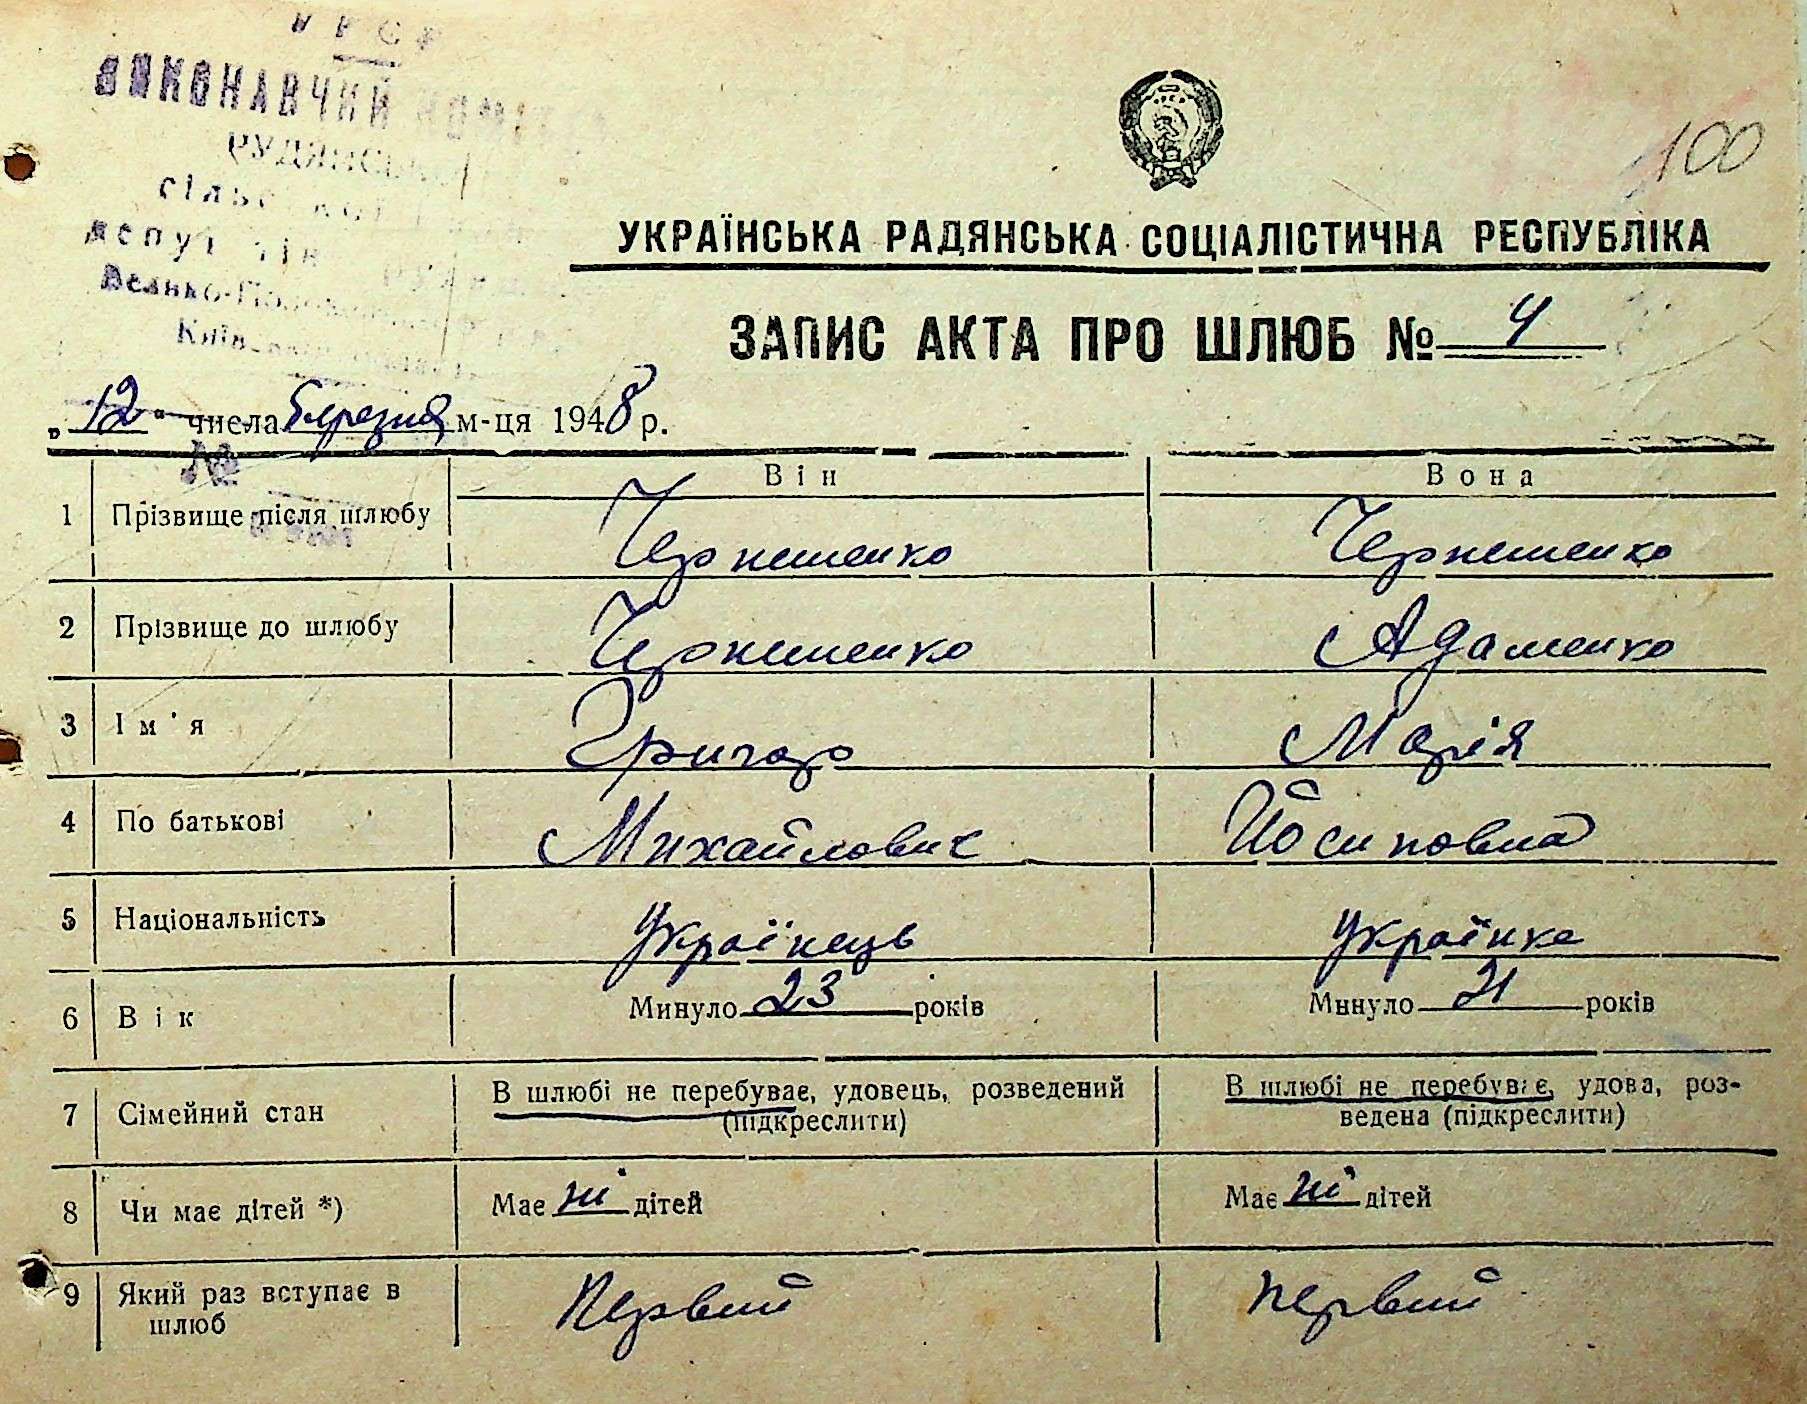 ВИКОНАВЧИЙ
РУДЯНСЬ
100
УКРАЇНСЬКА РАДЯНСЬКА СОЦІАЛІСТИЧНА РЕСПУБЛІКА
ЗАПИС АКТА ПРО ШЛЮБ № 4
„12" числа березня м-ця 1948 р.
№
Він Вона
1 Прізвище після шлюбу Чернешенко Чернешенко
2 Прізвище до шлюбу Чернешенко Адаменко
3 Ім'я Григор Марія
4 По батькові Михайлович Йосиповна
5 Національність Українець Українка
6 Вік Минуло 23 років Минуло 21 років
7 Сімейний стан В шлюбі не перебуває, удовець, розведений В шлюбі не перебуває, удова, роз-
(підкреслити) ведена (підкреслити)
8 Чи має дітей *) Має ні дітей Має ні дітей
9 Який раз вступає в Первий Первий
шлюб